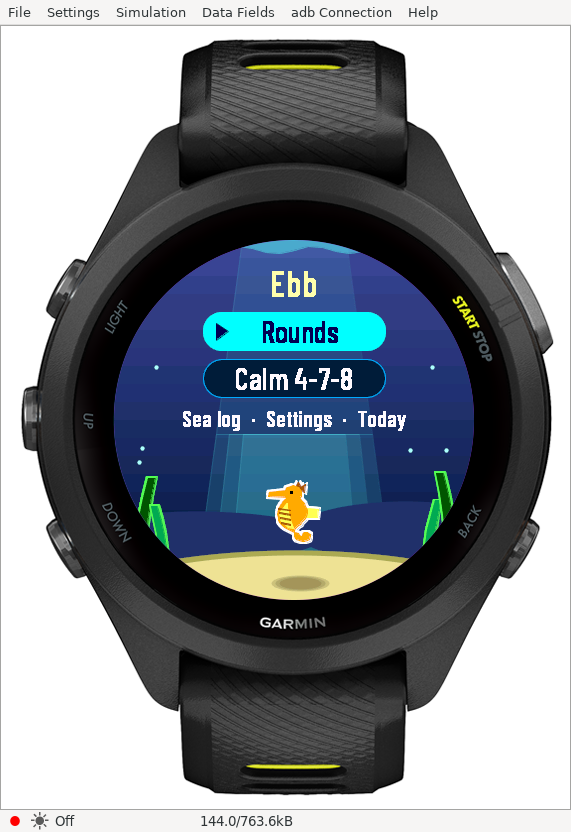 File Settings Simulation Data Fields adb Connection Help
LIGHT
START STOP
Ebb
Rounds
Calm 4-7-8
Sea log · Settings · Today
UP
DOWN
BACK
GARMIN
Off 144.0/763.6kB